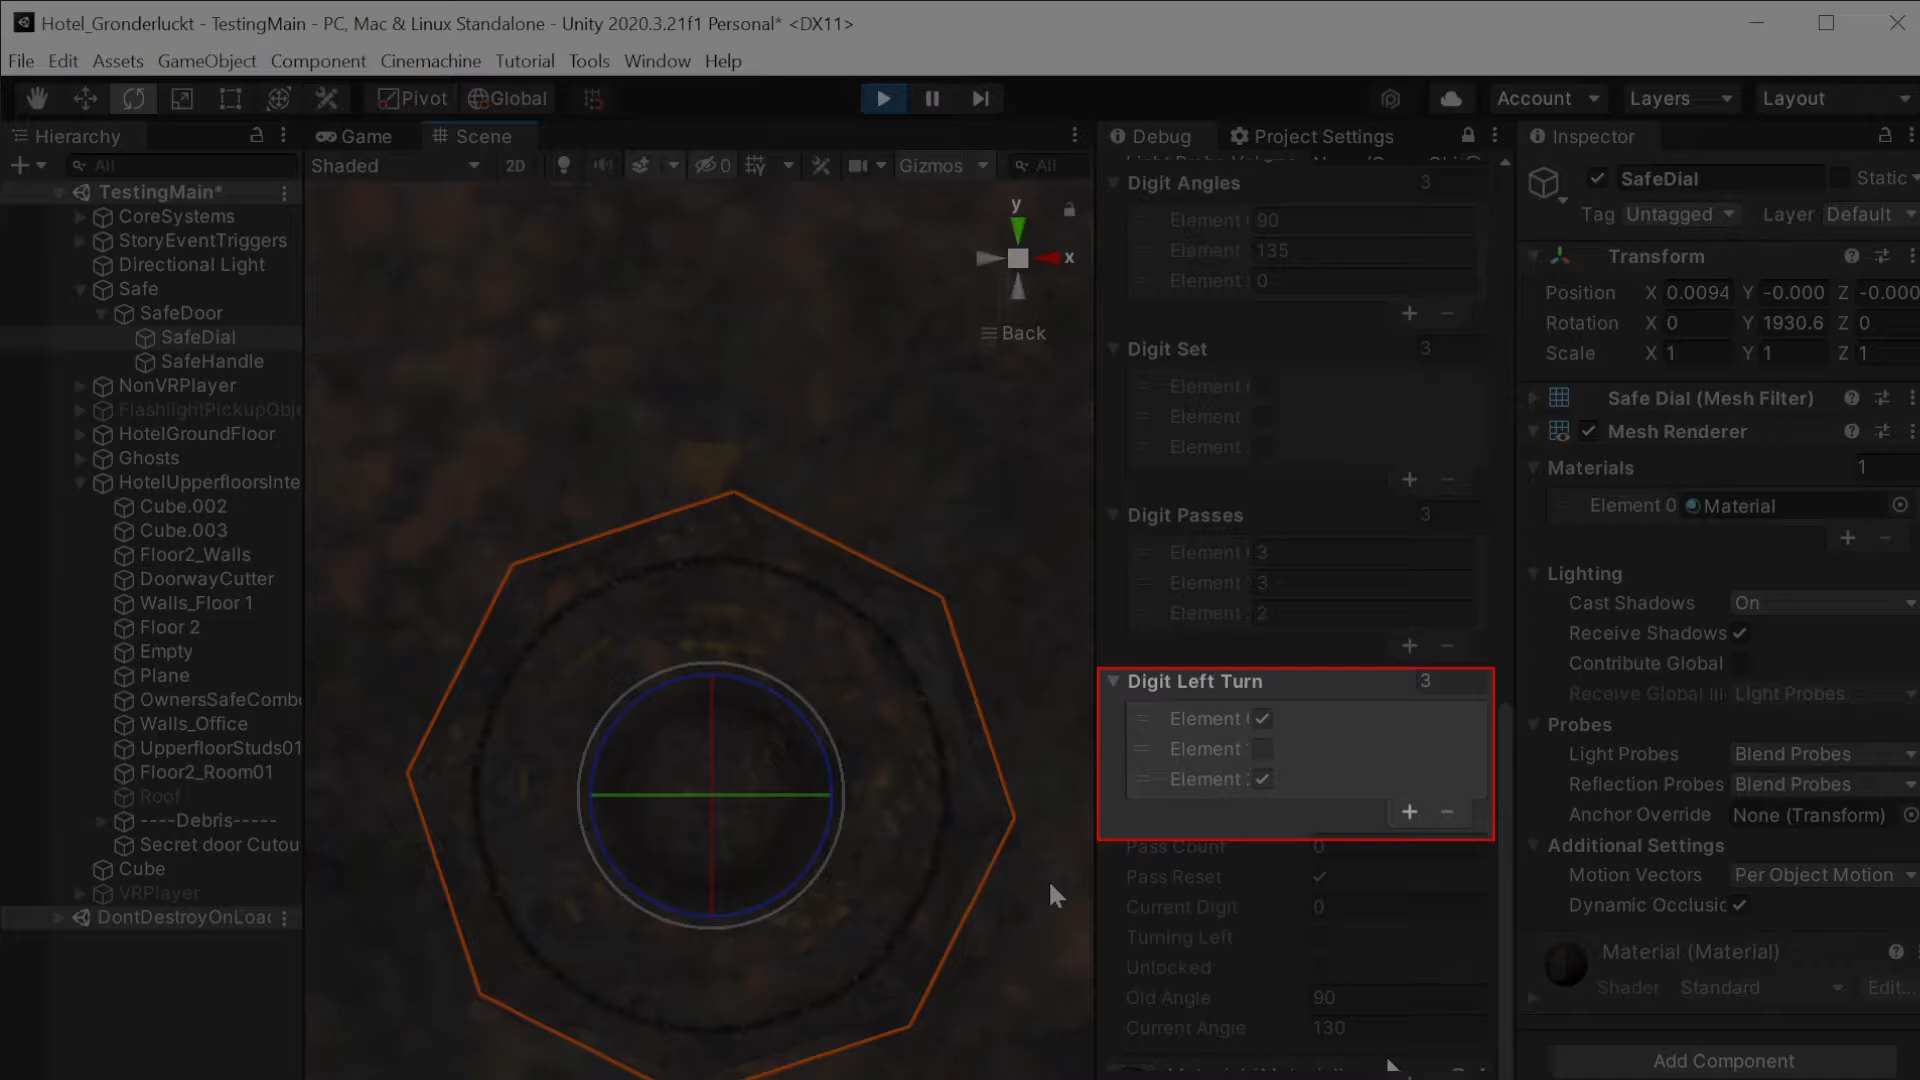 Hotel_Gronderluckt - TestingMain - PC, Mac & Linux Standalone - Unity 2020.3.21f1 Personal* <DX11>
File Edit Assets GameObject Component Cinemachine Tutorial Tools Window Help
Pivot Global Account Layers Layout
Hierarchy
All
TestingMain*
CoreSystems
StoryEventTriggers
Directional Light
Safe
SafeDoor
SafeDial
SafeHandle
NonVRPlayer
FlashlightPickupObj
HotelGroundFloor
Ghosts
HotelUpperfloorsInte
Cube.002
Cube.003
Floor2_Walls
DoorwayCutter
Walls_Floor 1
Floor 2
Empty
Plane
OwnersSafeComb
Walls_Office
UpperfloorStuds01
Floor2_Room01
Roof
----Debris-----
Secret door Cutou
Cube
VRPlayer
DontDestroyOnLoad
Game Scene
Shaded 2D 0 Gizmos All
y
x
Back
Debug Project Settings
Digit Angles 3
Element 90
Element 135
Element 0
Digit Set 3
Element
Element
Element
Digit Passes 3
Element 3
Element 3
Element 2
Digit Left Turn 3
Element
Element
Element
Pass Count 0
Pass Reset
Current Digit 0
Turning Left
Unlocked
Old Angle 90
Current Angle 130
Inspector
SafeDial Static
Tag Untagged Layer Default
Transform
Position X 0.0094 Y -0.000 Z -0.000
Rotation X 0 Y 1930.6 Z 0
Scale X 1 Y 1 Z 1
Safe Dial (Mesh Filter)
Mesh Renderer
Materials 1
Element 0 Material
Lighting
Cast Shadows On
Receive Shadows
Contribute Global
Receive Global Ill Light Probes
Probes
Light Probes Blend Probes
Reflection Probes Blend Probes
Anchor Override None (Transform)
Additional Settings
Motion Vectors Per Object Motion
Dynamic Occlusic
Material (Material)
Shader Standard Edit...
Add Component